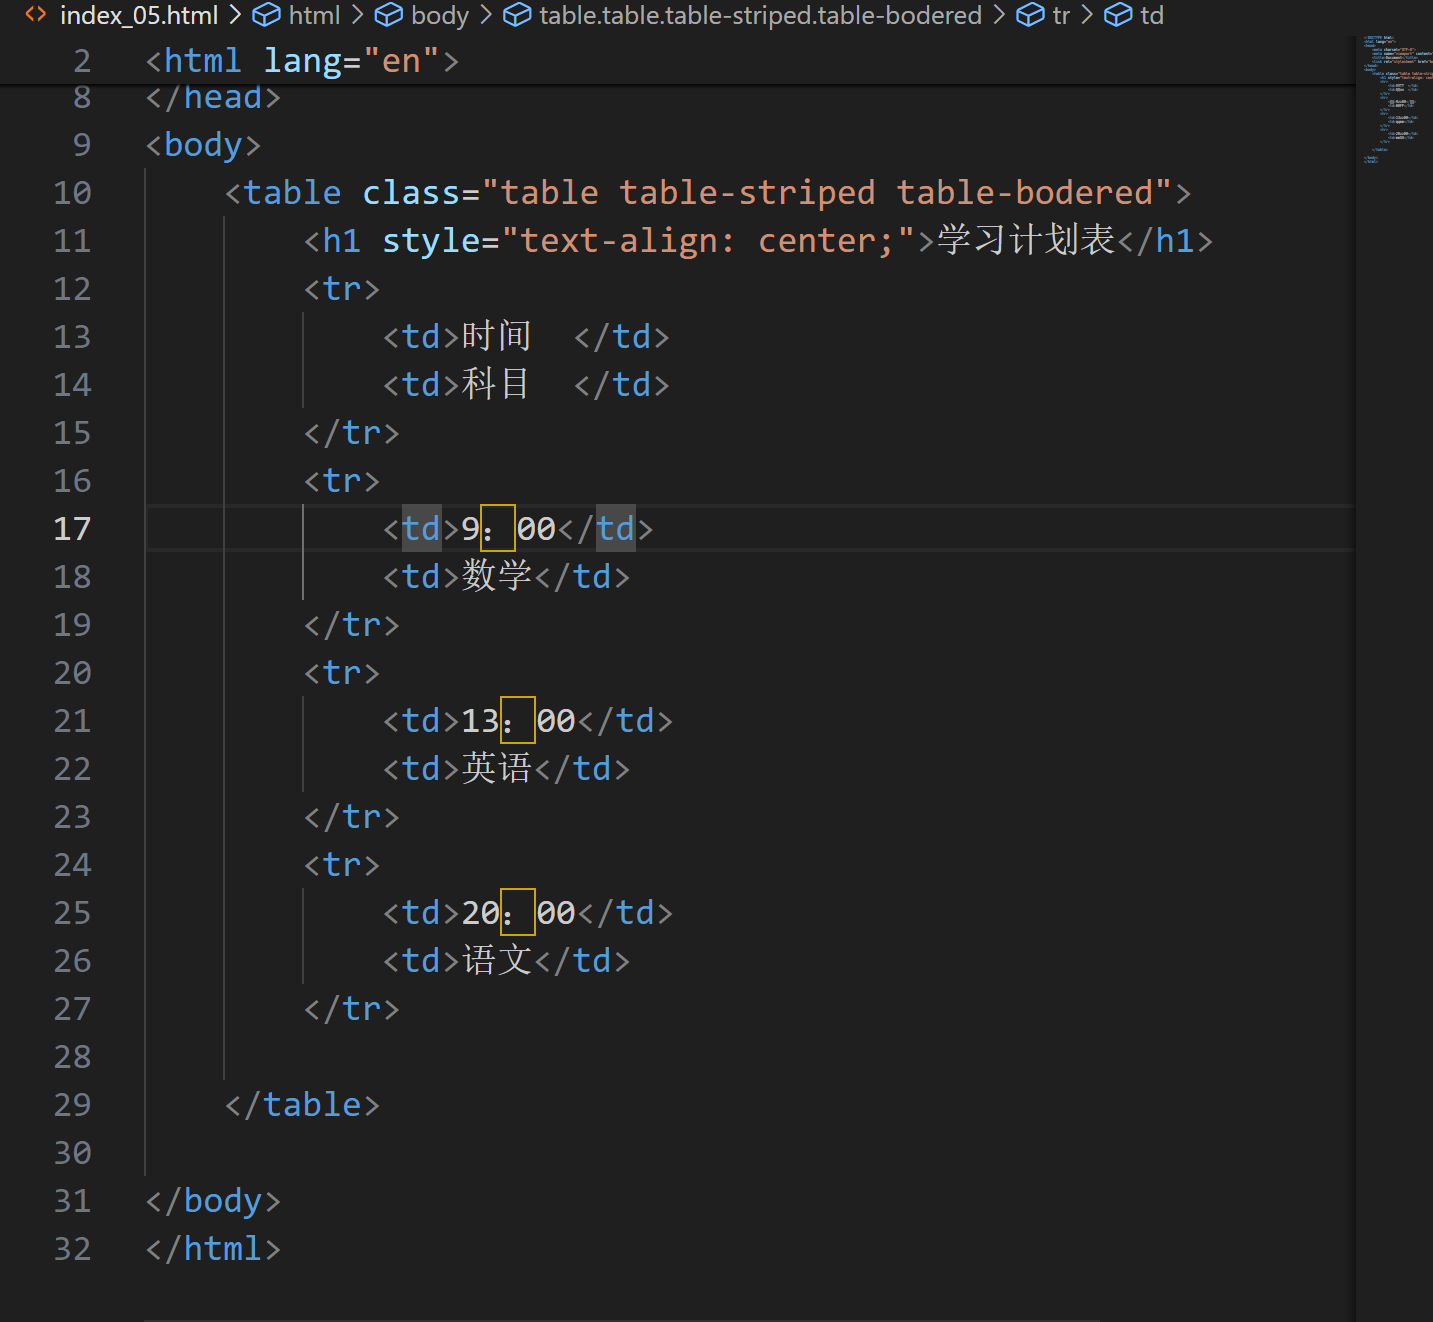 index_05.html > html > body > table.table.table-striped.table-bodered > tr > td
2 <html lang="en">
8 </head>
9 <body>
10 <table class="table table-striped table-bodered">
11 <h1 style="text-align: center;">学习计划表</h1>
12 <tr>
13 <td>时间  </td>
14 <td>科目  </td>
15 </tr>
16 <tr>
17 <td>9：00</td>
18 <td>数学</td>
19 </tr>
20 <tr>
21 <td>13：00</td>
22 <td>英语</td>
23 </tr>
24 <tr>
25 <td>20：00</td>
26 <td>语文</td>
27 </tr>
28
29 </table>
30
31 </body>
32 </html>